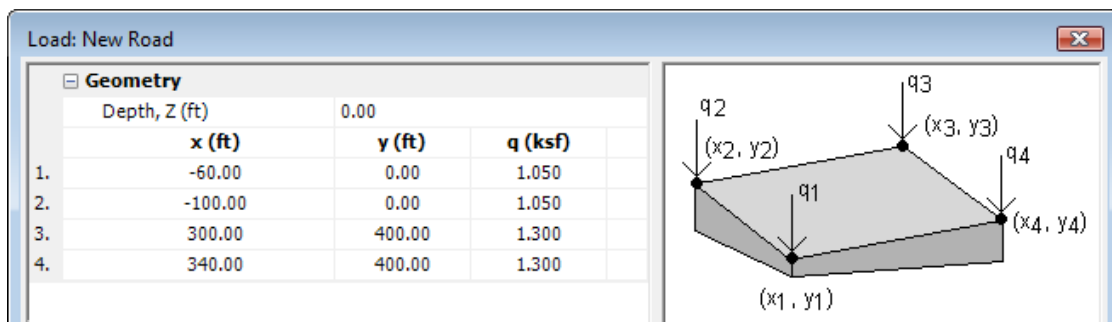 Load: New Road
Geometry
Depth, Z (ft) 0.00
x (ft) y (ft) q (ksf)
1. -60.00 0.00 1.050
2. -100.00 0.00 1.050
3. 300.00 400.00 1.300
4. 340.00 400.00 1.300
q3
q2
(x3, y3)
(x2, y2)
q4
q1
(x4, y4)
(x1, y1)